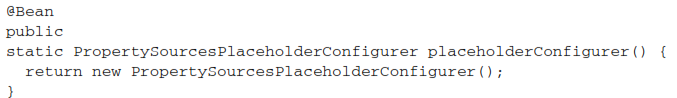 @Bean
public
static PropertySourcesPlaceholderConfigurer placeholderConfigurer() {
  return new PropertySourcesPlaceholderConfigurer();
}